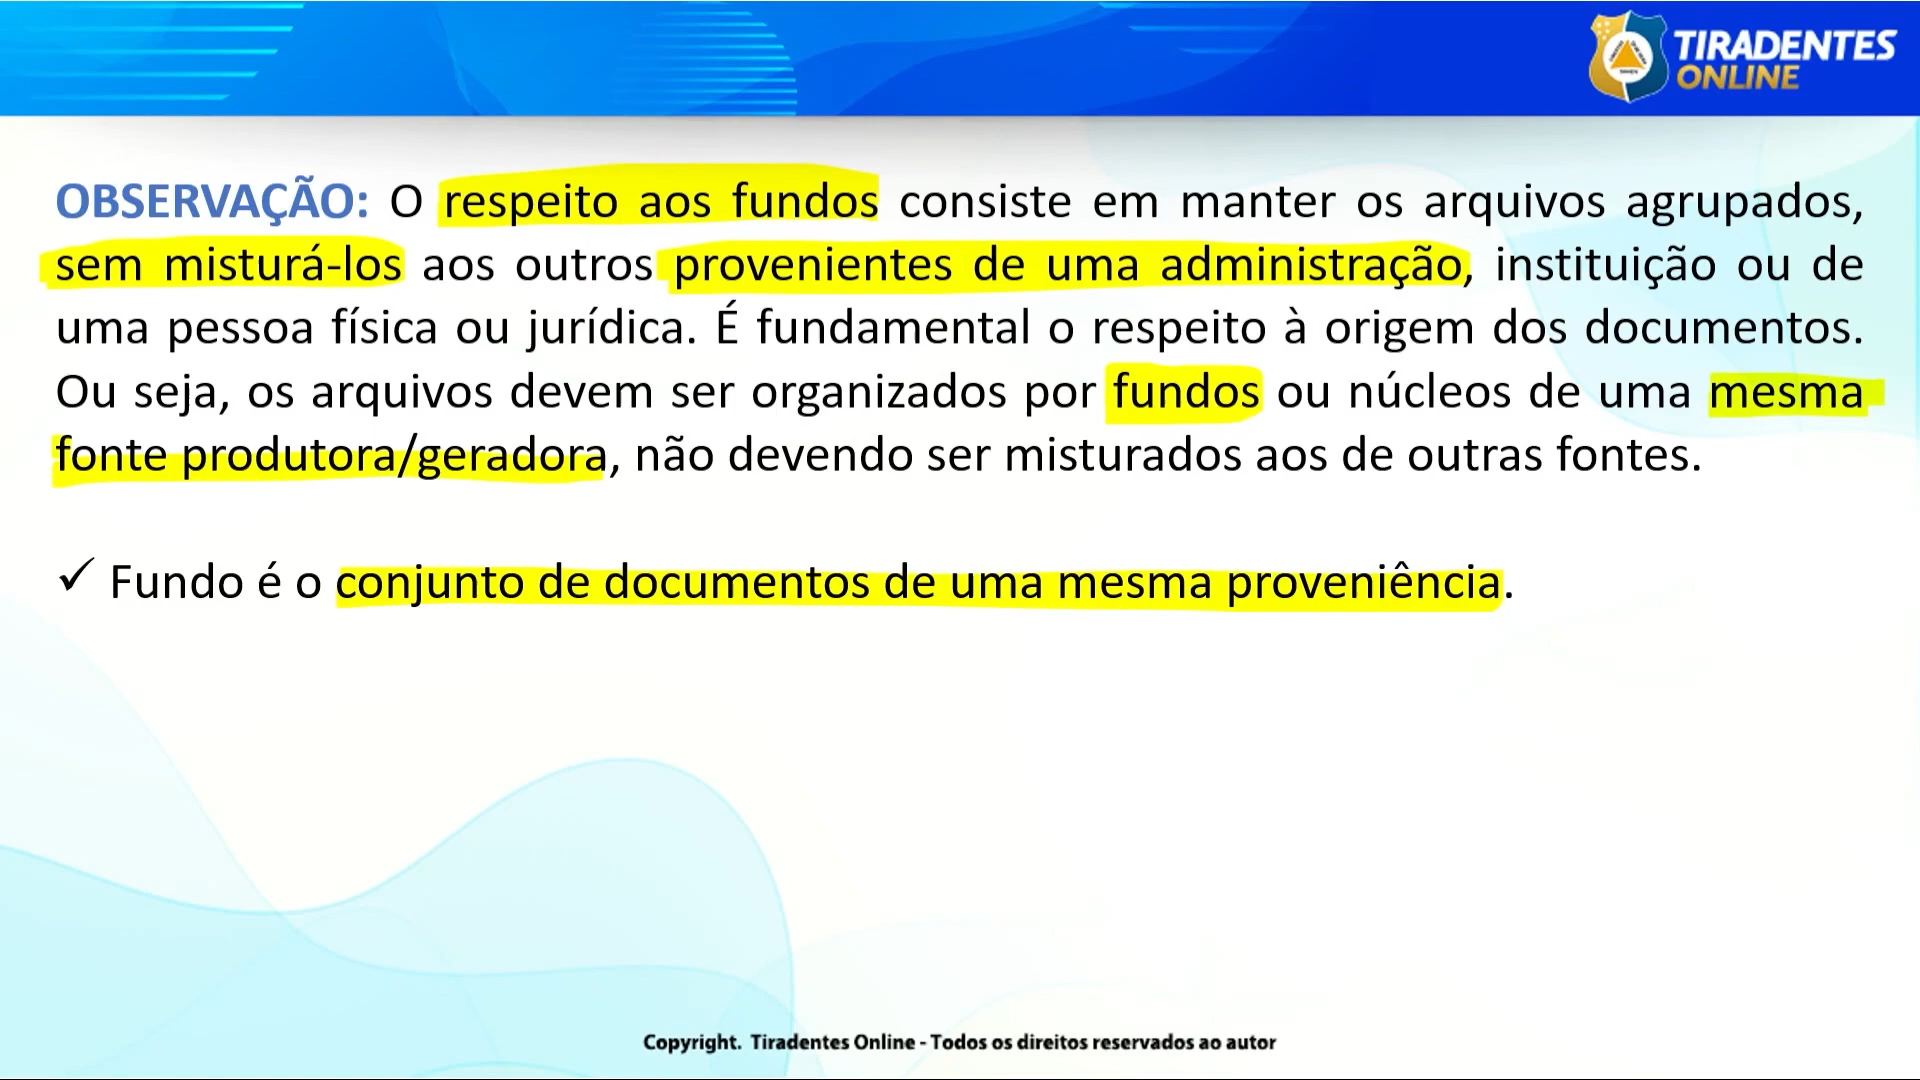 TIRADENTES
ONLINE
OBSERVAÇÃO: O respeito aos fundos consiste em manter os arquivos agrupados,
sem misturá-los aos outros provenientes de uma administração, instituição ou de
uma pessoa física ou jurídica. É fundamental o respeito à origem dos documentos.
Ou seja, os arquivos devem ser organizados por fundos ou núcleos de uma mesma
fonte produtora/geradora, não devendo ser misturados aos de outras fontes.
✓ Fundo é o conjunto de documentos de uma mesma proveniência.
Copyright. Tiradentes Online - Todos os direitos reservados ao autor